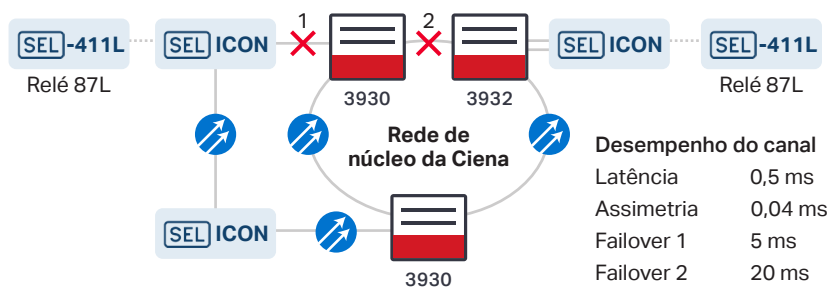 1
2
SEL-411L
SEL ICON
SEL ICON
SEL-411L
Relé 87L
3930
3932
Relé 87L
Rede de
núcleo da Ciena
Desempenho do canal
Latência 0,5 ms
Assimetria 0,04 ms
Failover 1 5 ms
Failover 2 20 ms
SEL ICON
3930